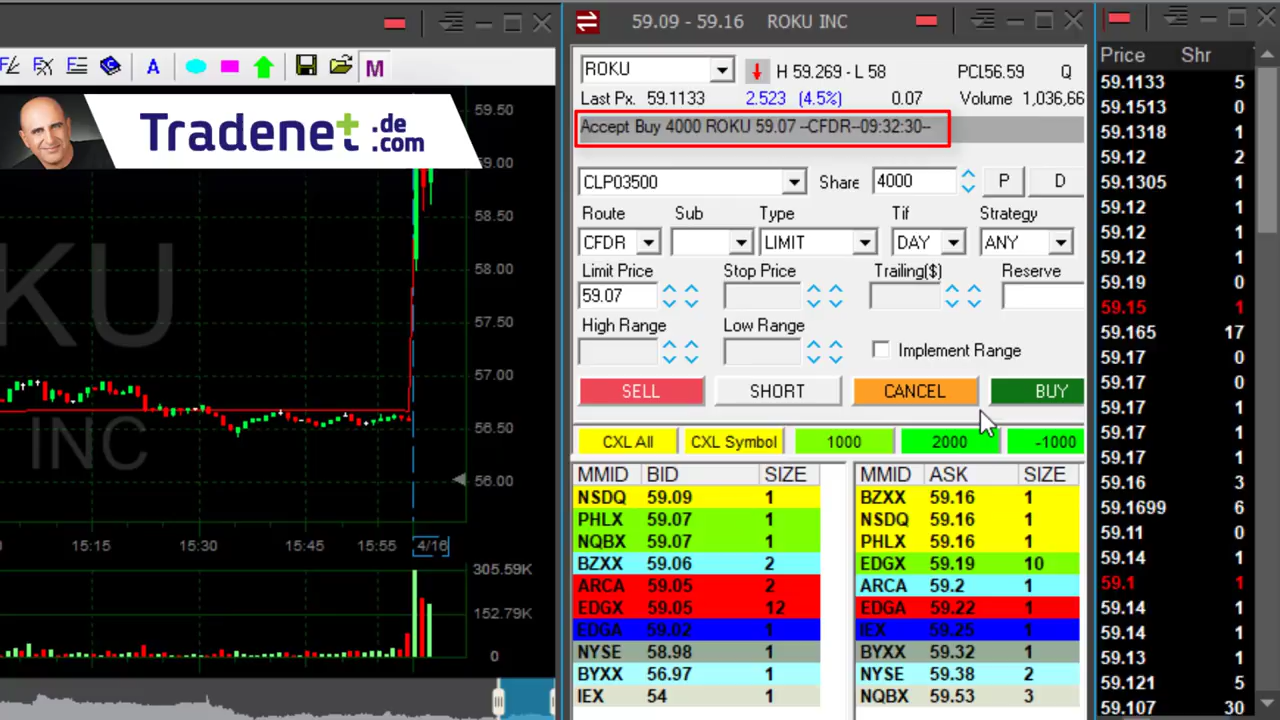 59.09 - 59.16 ROKU INC
Price Shr
A M
Tradenet .de .com
ROKU
H 59.269 - L 58 PCL56.59 Q
Last Px. 59.1133 2.523 (4.5%) 0.07 Volume 1,036,66
Accept Buy 4000 ROKU 59.07 --CFDR--09:32:30--
CLP03500 Share 4000 P D
Route Sub Type Tif Strategy
CFDR LIMIT DAY ANY
Limit Price Stop Price Trailing($) Reserve
59.07
High Range Low Range
Implement Range
SELL SHORT CANCEL BUY
CXL All CXL Symbol 1000 2000 -1000
MMID BID SIZE
NSDQ 59.09 1
PHLX 59.07 1
NQBX 59.07 1
BZXX 59.06 2
ARCA 59.05 2
EDGX 59.05 12
EDGA 59.02 1
NYSE 58.98 1
BYXX 56.97 1
IEX 54 1
MMID ASK SIZE
BZXX 59.16 1
NSDQ 59.16 1
PHLX 59.16 1
EDGX 59.19 10
ARCA 59.2 1
EDGA 59.22 1
IEX 59.25 1
BYXX 59.32 1
NYSE 59.38 2
NQBX 59.53 3
59.1133 5
59.1513 0
59.1318 1
59.12 2
59.1305 1
59.12 1
59.12 1
59.12 1
59.19 0
59.15 1
59.165 17
59.17 0
59.17 0
59.17 1
59.17 1
59.17 1
59.16 3
59.1699 6
59.11 0
59.14 1
59.1 1
59.14 1
59.14 1
59.13 1
59.121 5
59.107 30
59.50
59.00
58.50
58.00
57.50
57.00
56.50
56.00
KU
INC
15:15 15:30 15:45 15:55 4/16
305.59K
152.79K
0